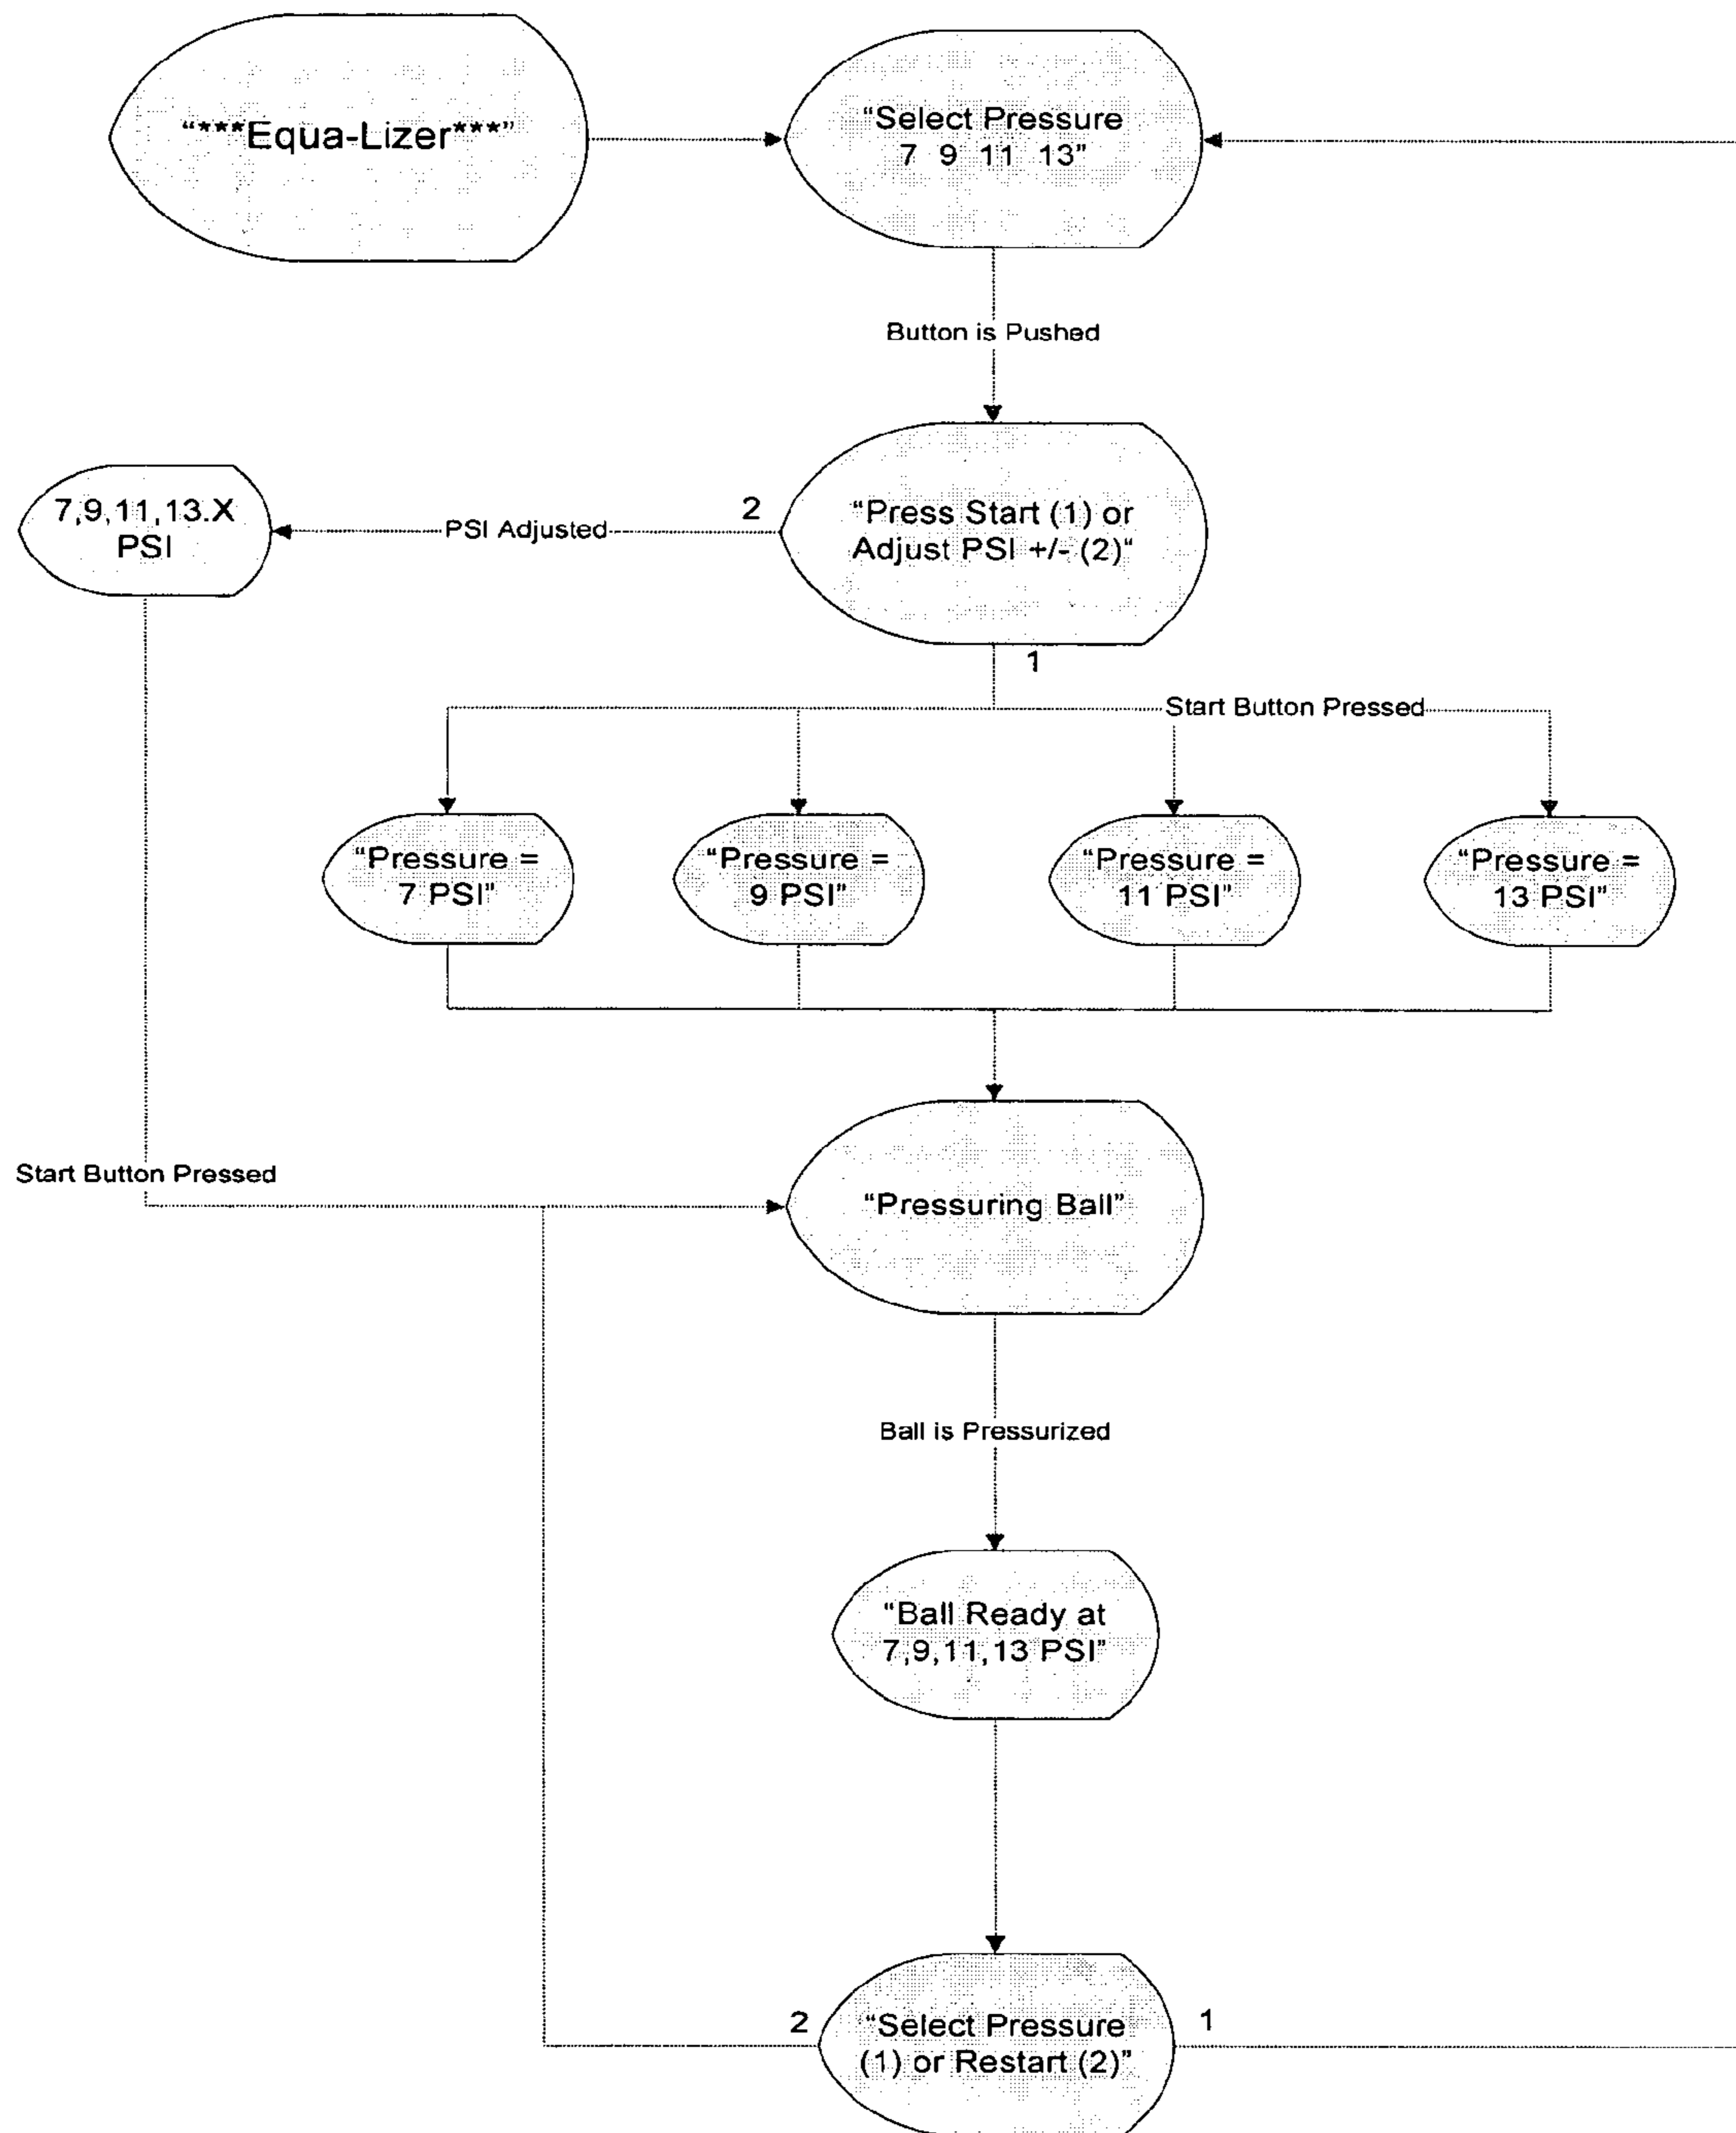 “***Equa-Lizer***”
“Select Pressure
7 9 11 13”
Button is Pushed
7,9,11,13.X
PSI
PSI Adjusted
2
“Press Start (1) or
Adjust PSI +/- (2)“
1
Start Button Pressed
“Pressure =
7 PSI”
“Pressure =
9 PSI”
“Pressure =
11 PSI”
“Pressure =
13 PSI”
Start Button Pressed
“Pressuring Ball”
Ball is Pressurized
“Ball Ready at
7,9,11,13 PSI”
2
“Select Pressure
(1) or Restart (2)”
1